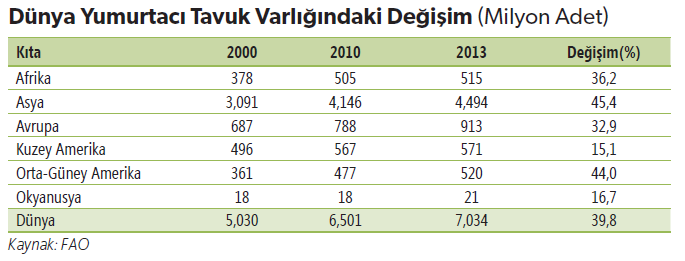 Dünya Yumurtacı Tavuk Varlığındaki Değişim (Milyon Adet)
Kıta 2000 2010 2013 Değişim(%)
Afrika 378 505 515 36,2
Asya 3,091 4,146 4,494 45,4
Avrupa 687 788 913 32,9
Kuzey Amerika 496 567 571 15,1
Orta-Güney Amerika 361 477 520 44,0
Okyanusya 18 18 21 16,7
Dünya 5,030 6,501 7,034 39,8
Kaynak: FAO